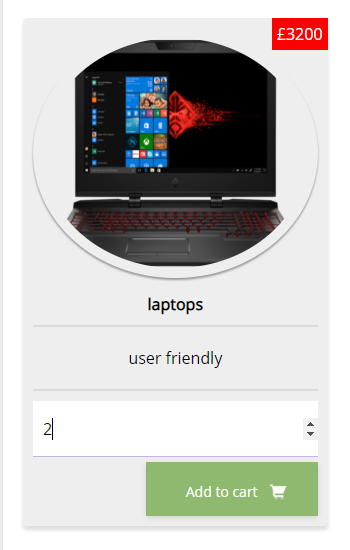 £3200
laptops
user friendly
2
Add to cart